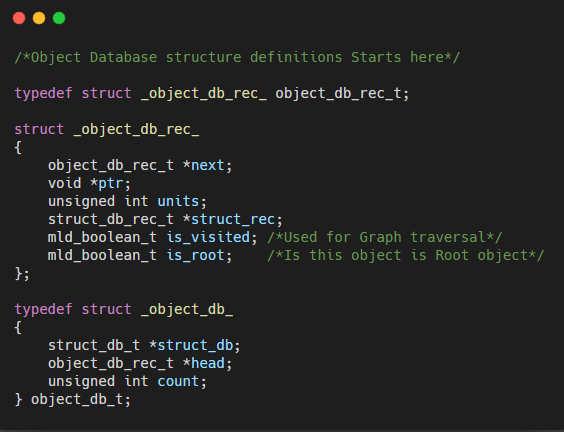 /*Object Database structure definitions Starts here*/
typedef struct _object_db_rec_ object_db_rec_t;
struct _object_db_rec_
{
    object_db_rec_t *next;
    void *ptr;
    unsigned int units;
    struct_db_rec_t *struct_rec;
    mld_boolean_t is_visited; /*Used for Graph traversal*/
    mld_boolean_t is_root;    /*Is this object is Root object*/
};
typedef struct _object_db_
{
    struct_db_t *struct_db;
    object_db_rec_t *head;
    unsigned int count;
} object_db_t;